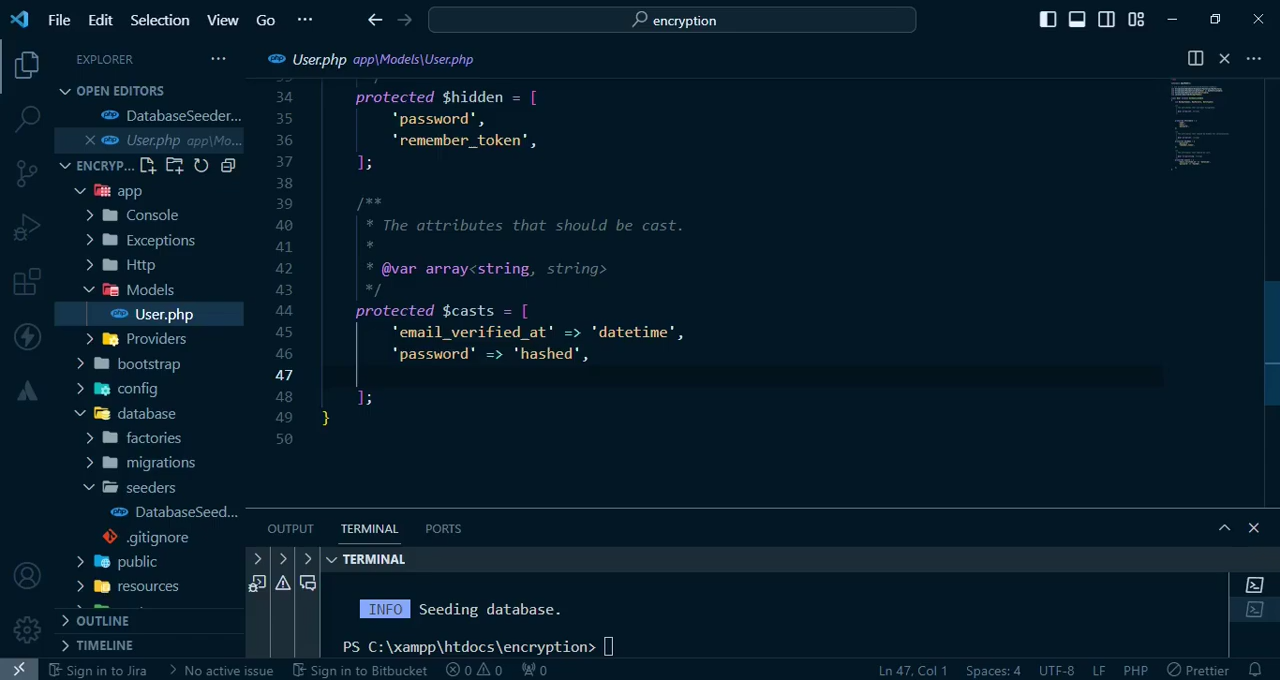 File Edit Selection View Go ··· encryption
EXPLORER ···
OPEN EDITORS
DatabaseSeeder...
User.php app\Mo...
ENCRYP...
app
Console
Exceptions
Http
Models
User.php
Providers
bootstrap
config
database
factories
migrations
seeders
DatabaseSeed...
.gitignore
public
resources
OUTLINE
TIMELINE
User.php app\Models\User.php ···
34 protected $hidden = [
35 'password',
36 'remember_token',
37 ];
38
39 /**
40 * The attributes that should be cast.
41 *
42 * @var array<string, string>
43 */
44 protected $casts = [
45 'email_verified_at' => 'datetime',
46 'password' => 'hashed',
47
48 ];
49 }
50
OUTPUT TERMINAL PORTS
TERMINAL
INFO Seeding database.
PS C:\xampp\htdocs\encryption>
Sign in to Jira No active issue Sign in to Bitbucket 0 0 0 Ln 47, Col 1 Spaces: 4 UTF-8 LF PHP Prettier